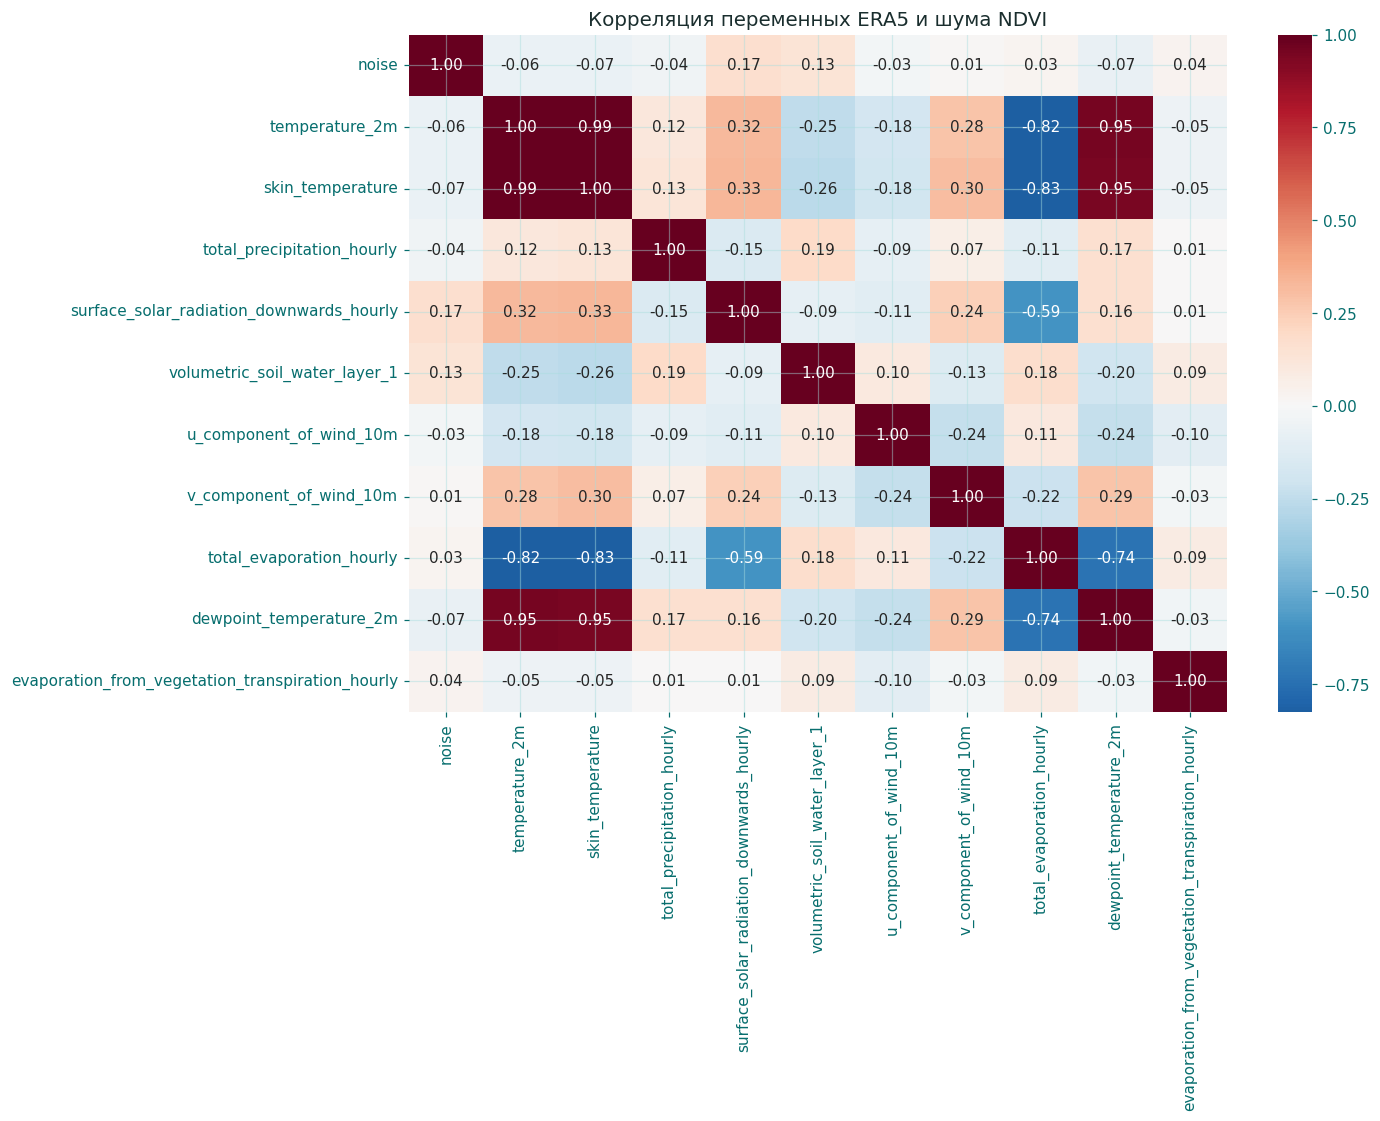 Корреляция переменных ERA5 и шума NDVI
noise 1.00 -0.06 -0.07 -0.04 0.17 0.13 -0.03 0.01 0.03 -0.07 0.04
temperature_2m -0.06 1.00 0.99 0.12 0.32 -0.25 -0.18 0.28 -0.82 0.95 -0.05
skin_temperature -0.07 0.99 1.00 0.13 0.33 -0.26 -0.18 0.30 -0.83 0.95 -0.05
total_precipitation_hourly -0.04 0.12 0.13 1.00 -0.15 0.19 -0.09 0.07 -0.11 0.17 0.01
surface_solar_radiation_downwards_hourly 0.17 0.32 0.33 -0.15 1.00 -0.09 -0.11 0.24 -0.59 0.16 0.01
volumetric_soil_water_layer_1 0.13 -0.25 -0.26 0.19 -0.09 1.00 0.10 -0.13 0.18 -0.20 0.09
u_component_of_wind_10m -0.03 -0.18 -0.18 -0.09 -0.11 0.10 1.00 -0.24 0.11 -0.24 -0.10
v_component_of_wind_10m 0.01 0.28 0.30 0.07 0.24 -0.13 -0.24 1.00 -0.22 0.29 -0.03
total_evaporation_hourly 0.03 -0.82 -0.83 -0.11 -0.59 0.18 0.11 -0.22 1.00 -0.74 0.09
dewpoint_temperature_2m -0.07 0.95 0.95 0.17 0.16 -0.20 -0.24 0.29 -0.74 1.00 -0.03
evaporation_from_vegetation_transpiration_hourly 0.04 -0.05 -0.05 0.01 0.01 0.09 -0.10 -0.03 0.09 -0.03 1.00
noise
temperature_2m
skin_temperature
total_precipitation_hourly
surface_solar_radiation_downwards_hourly
volumetric_soil_water_layer_1
u_component_of_wind_10m
v_component_of_wind_10m
total_evaporation_hourly
dewpoint_temperature_2m
evaporation_from_vegetation_transpiration_hourly
1.00
0.75
0.50
0.25
0.00
−0.25
−0.50
−0.75